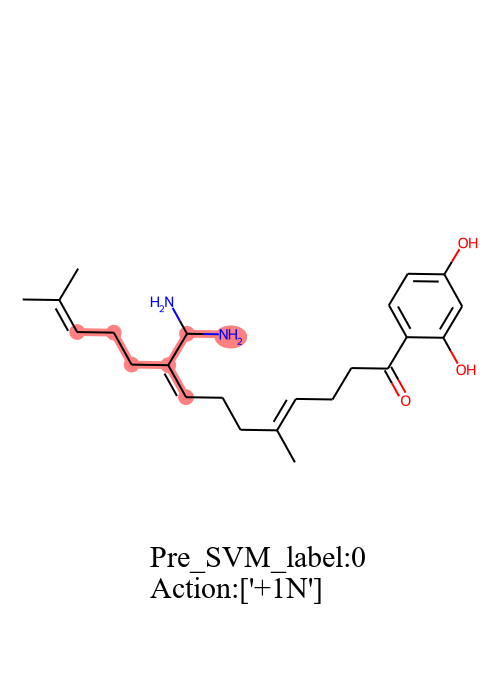 OH
H2N
NH2
OH
O
Pre_SVM_label:0
Action:['+1N']